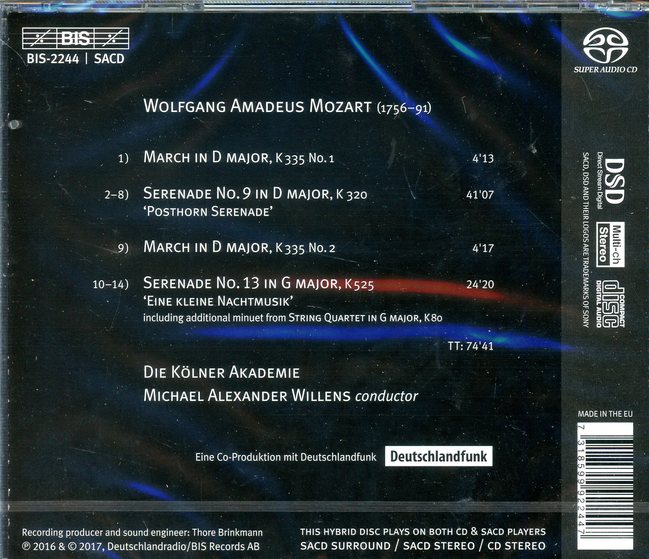 BIS
BIS-2244 | SACD
SUPER AUDIO CD
WOLFGANG AMADEUS MOZART (1756–91)
1) MARCH IN D MAJOR, K 335 No. 1 4'13
2–8) SERENADE No. 9 IN D MAJOR, K 320 41'07
‘POSTHORN SERENADE’
9) MARCH IN D MAJOR, K 335 No. 2 4'17
10–14) SERENADE No. 13 IN G MAJOR, K 525 24'20
‘EINE KLEINE NACHTMUSIK’
including additional minuet from STRING QUARTET IN G MAJOR, K 80
TT: 74'41
DIE KÖLNER AKADEMIE
MICHAEL ALEXANDER WILLENS conductor
Eine Co-Produktion mit Deutschlandfunk Deutschlandfunk
Recording producer and sound engineer: Thore Brinkmann
℗ 2016 & © 2017, Deutschlandradio/BIS Records AB
THIS HYBRID DISC PLAYS ON BOTH CD & SACD PLAYERS
SACD SURROUND / SACD STEREO / CD STEREO
DSD
Direct Stream Digital
SACD, DSD AND THEIR LOGOS ARE TRADEMARKS OF SONY
Multi-ch
Stereo
COMPACT
disc
DIGITAL AUDIO
MADE IN THE EU
7 318599 922447